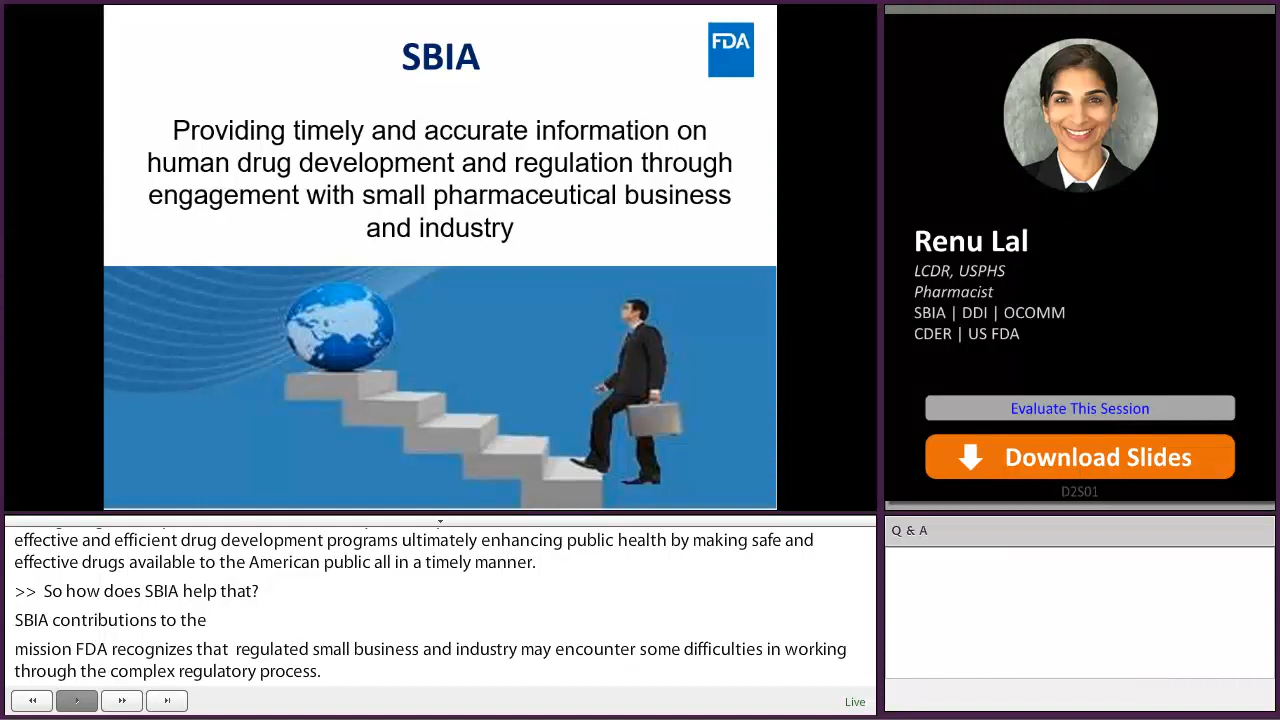 SBIA
FDA
Providing timely and accurate information on
human drug development and regulation through
engagement with small pharmaceutical business
and industry
Renu Lal
LCDR, USPHS
Pharmacist
SBIA | DDI | OCOMM
CDER | US FDA
Evaluate This Session
Download Slides
D2S01
effective and efficient drug development programs ultimately enhancing public health by making safe and
effective drugs available to the American public all in a timely manner.
>> So how does SBIA help that?
SBIA contributions to the
mission FDA recognizes that regulated small business and industry may encounter some difficulties in working
through the complex regulatory process.
Live
Q & A